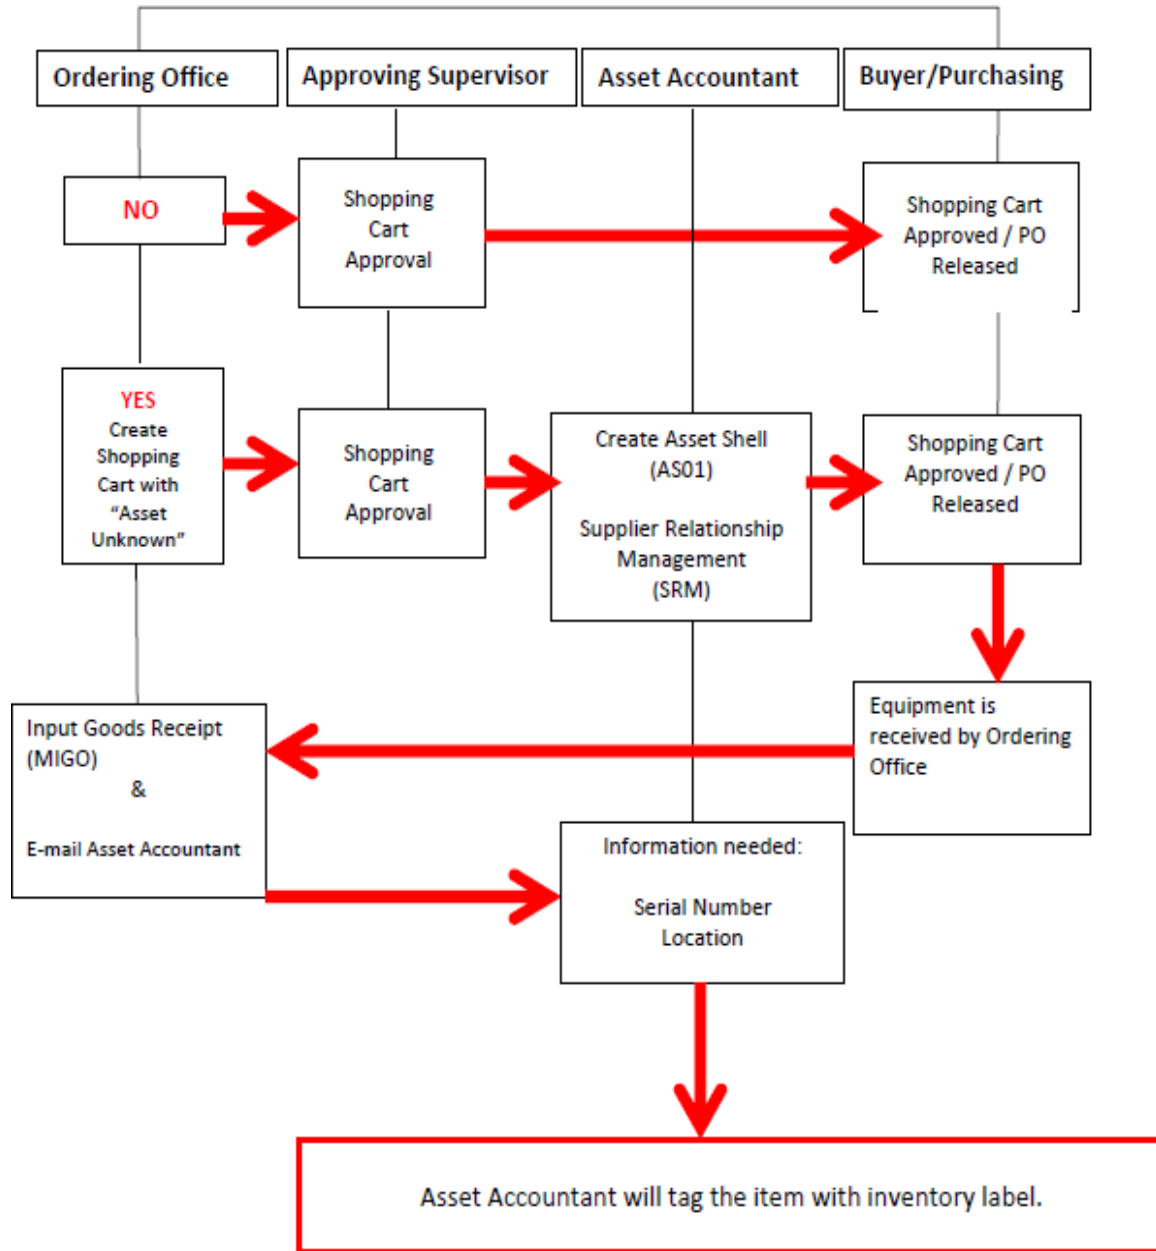 Ordering Office
Approving Supervisor
Asset Accountant
Buyer/Purchasing
NO
Shopping
Cart
Approval
Shopping Cart
Approved / PO
Released
YES
Create
Shopping
Cart with
“Asset
Unknown”
Shopping
Cart
Approval
Create Asset Shell
(AS01)
Supplier Relationship
Management
(SRM)
Shopping Cart
Approved / PO
Released
Equipment is
received by Ordering
Office
Input Goods Receipt
(MIGO)
&
E-mail Asset Accountant
Information needed:
Serial Number
Location
Asset Accountant will tag the item with inventory label.